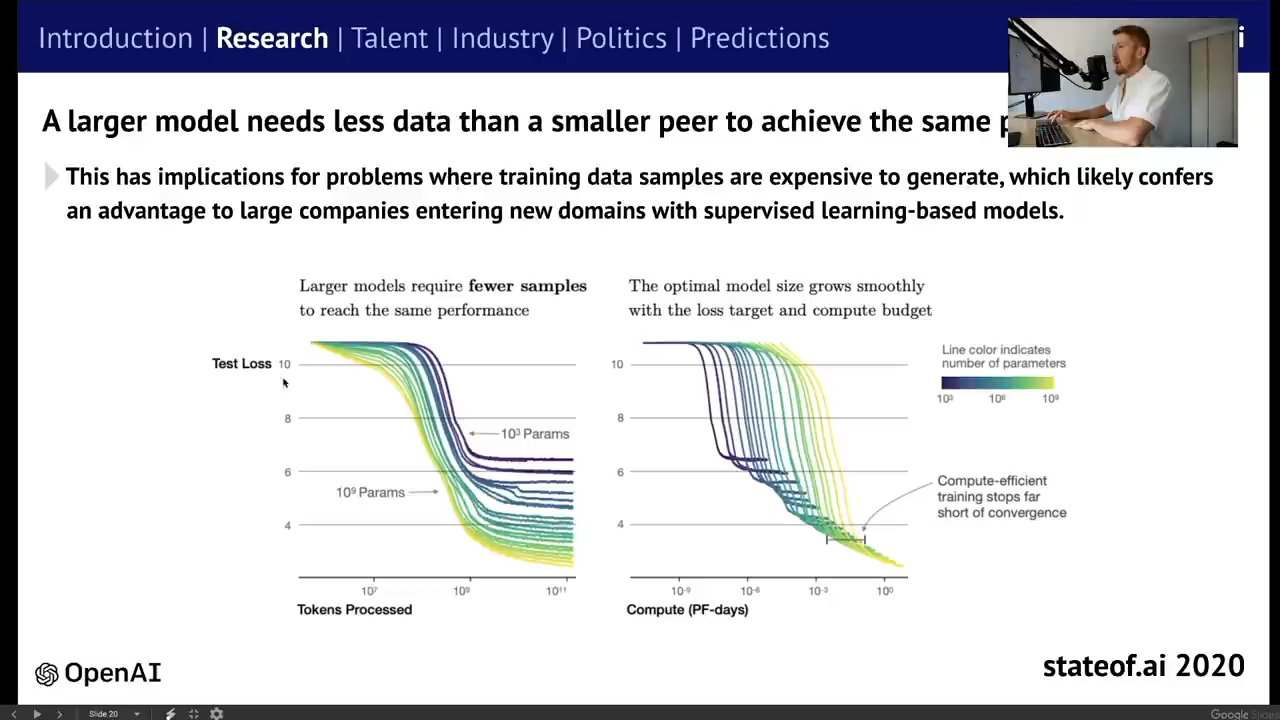 Introduction | Research | Talent | Industry | Politics | Predictions
A larger model needs less data than a smaller peer to achieve the same
This has implications for problems where training data samples are expensive to generate, which likely confers
an advantage to large companies entering new domains with supervised learning-based models.
Larger models require fewer samples
to reach the same performance
Test Loss
10
8
6
4
10³ Params
10⁹ Params
10⁷
10⁹
10¹¹
Tokens Processed
The optimal model size grows smoothly
with the loss target and compute budget
10
8
6
4
10⁻⁹
10⁻⁶
10⁻³
10⁰
Compute (PF-days)
Line color indicates
number of parameters
10³
10⁶
10⁹
Compute-efficient
training stops far
short of convergence
OpenAI
stateof.ai 2020
Slide 20
Google Slides